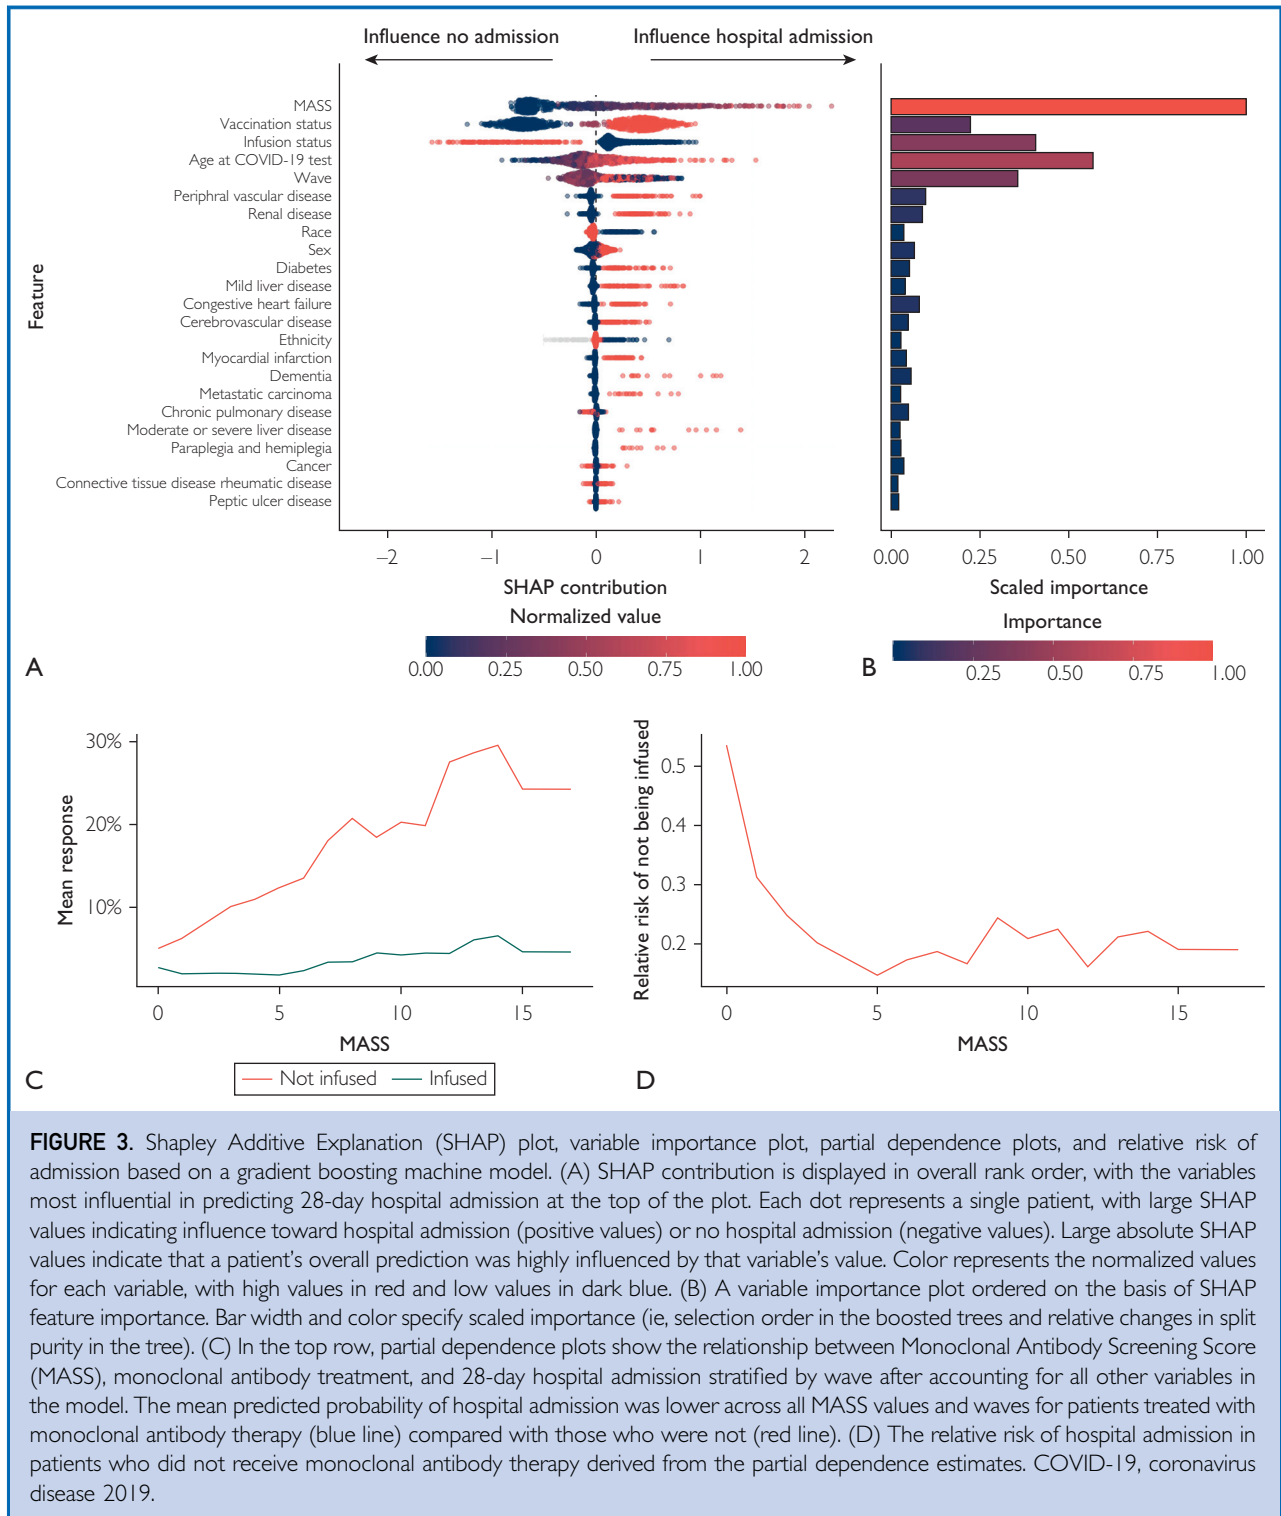 Influence no admission
Influence hospital admission
Feature
MASS
Vaccination status
Infusion status
Age at COVID-19 test
Wave
Periphral vascular disease
Renal disease
Race
Sex
Diabetes
Mild liver disease
Congestive heart failure
Cerebrovascular disease
Ethnicity
Myocardial infarction
Dementia
Metastatic carcinoma
Chronic pulmonary disease
Moderate or severe liver disease
Paraplegia and hemiplegia
Cancer
Connective tissue disease rheumatic disease
Peptic ulcer disease
−2 −1 0 1 2
SHAP contribution
Normalized value
0.00 0.25 0.50 0.75 1.00
A
0.00 0.25 0.50 0.75 1.00
Scaled importance
Importance
0.25 0.50 0.75 1.00
B
Mean response
30%
20%
10%
0 5 10 15
MASS
Not infused Infused
C
Relative risk of not being infused
0.5
0.4
0.3
0.2
0 5 10 15
MASS
D
FIGURE 3. Shapley Additive Explanation (SHAP) plot, variable importance plot, partial dependence plots, and relative risk of
admission based on a gradient boosting machine model. (A) SHAP contribution is displayed in overall rank order, with the variables
most influential in predicting 28-day hospital admission at the top of the plot. Each dot represents a single patient, with large SHAP
values indicating influence toward hospital admission (positive values) or no hospital admission (negative values). Large absolute SHAP
values indicate that a patient's overall prediction was highly influenced by that variable's value. Color represents the normalized values
for each variable, with high values in red and low values in dark blue. (B) A variable importance plot ordered on the basis of SHAP
feature importance. Bar width and color specify scaled importance (ie, selection order in the boosted trees and relative changes in split
purity in the tree). (C) In the top row, partial dependence plots show the relationship between Monoclonal Antibody Screening Score
(MASS), monoclonal antibody treatment, and 28-day hospital admission stratified by wave after accounting for all other variables in
the model. The mean predicted probability of hospital admission was lower across all MASS values and waves for patients treated with
monoclonal antibody therapy (blue line) compared with those who were not (red line). (D) The relative risk of hospital admission in
patients who did not receive monoclonal antibody therapy derived from the partial dependence estimates. COVID-19, coronavirus
disease 2019.